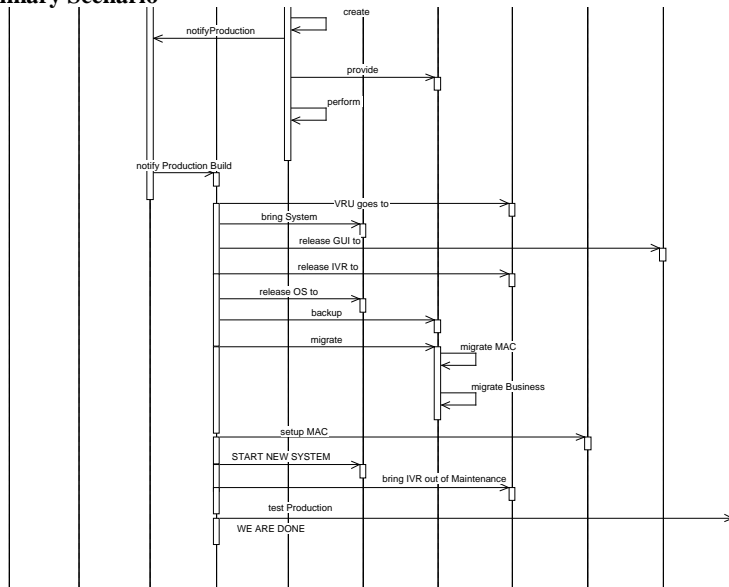 create
notifyProduction
provide
perform
notify Production Build
VRU goes to
bring System
release GUI to
release IVR to
release OS to
backup
migrate
migrate MAC
migrate Business
setup MAC
START NEW SYSTEM
bring IVR out of Maintenance
test Production
WE ARE DONE